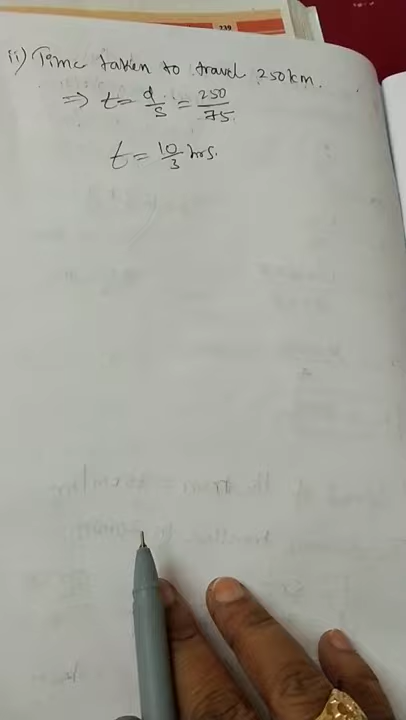 ii) Time taken to travel 250km.
⇒ t = d/s = 250/75
t = 10/3 hrs.